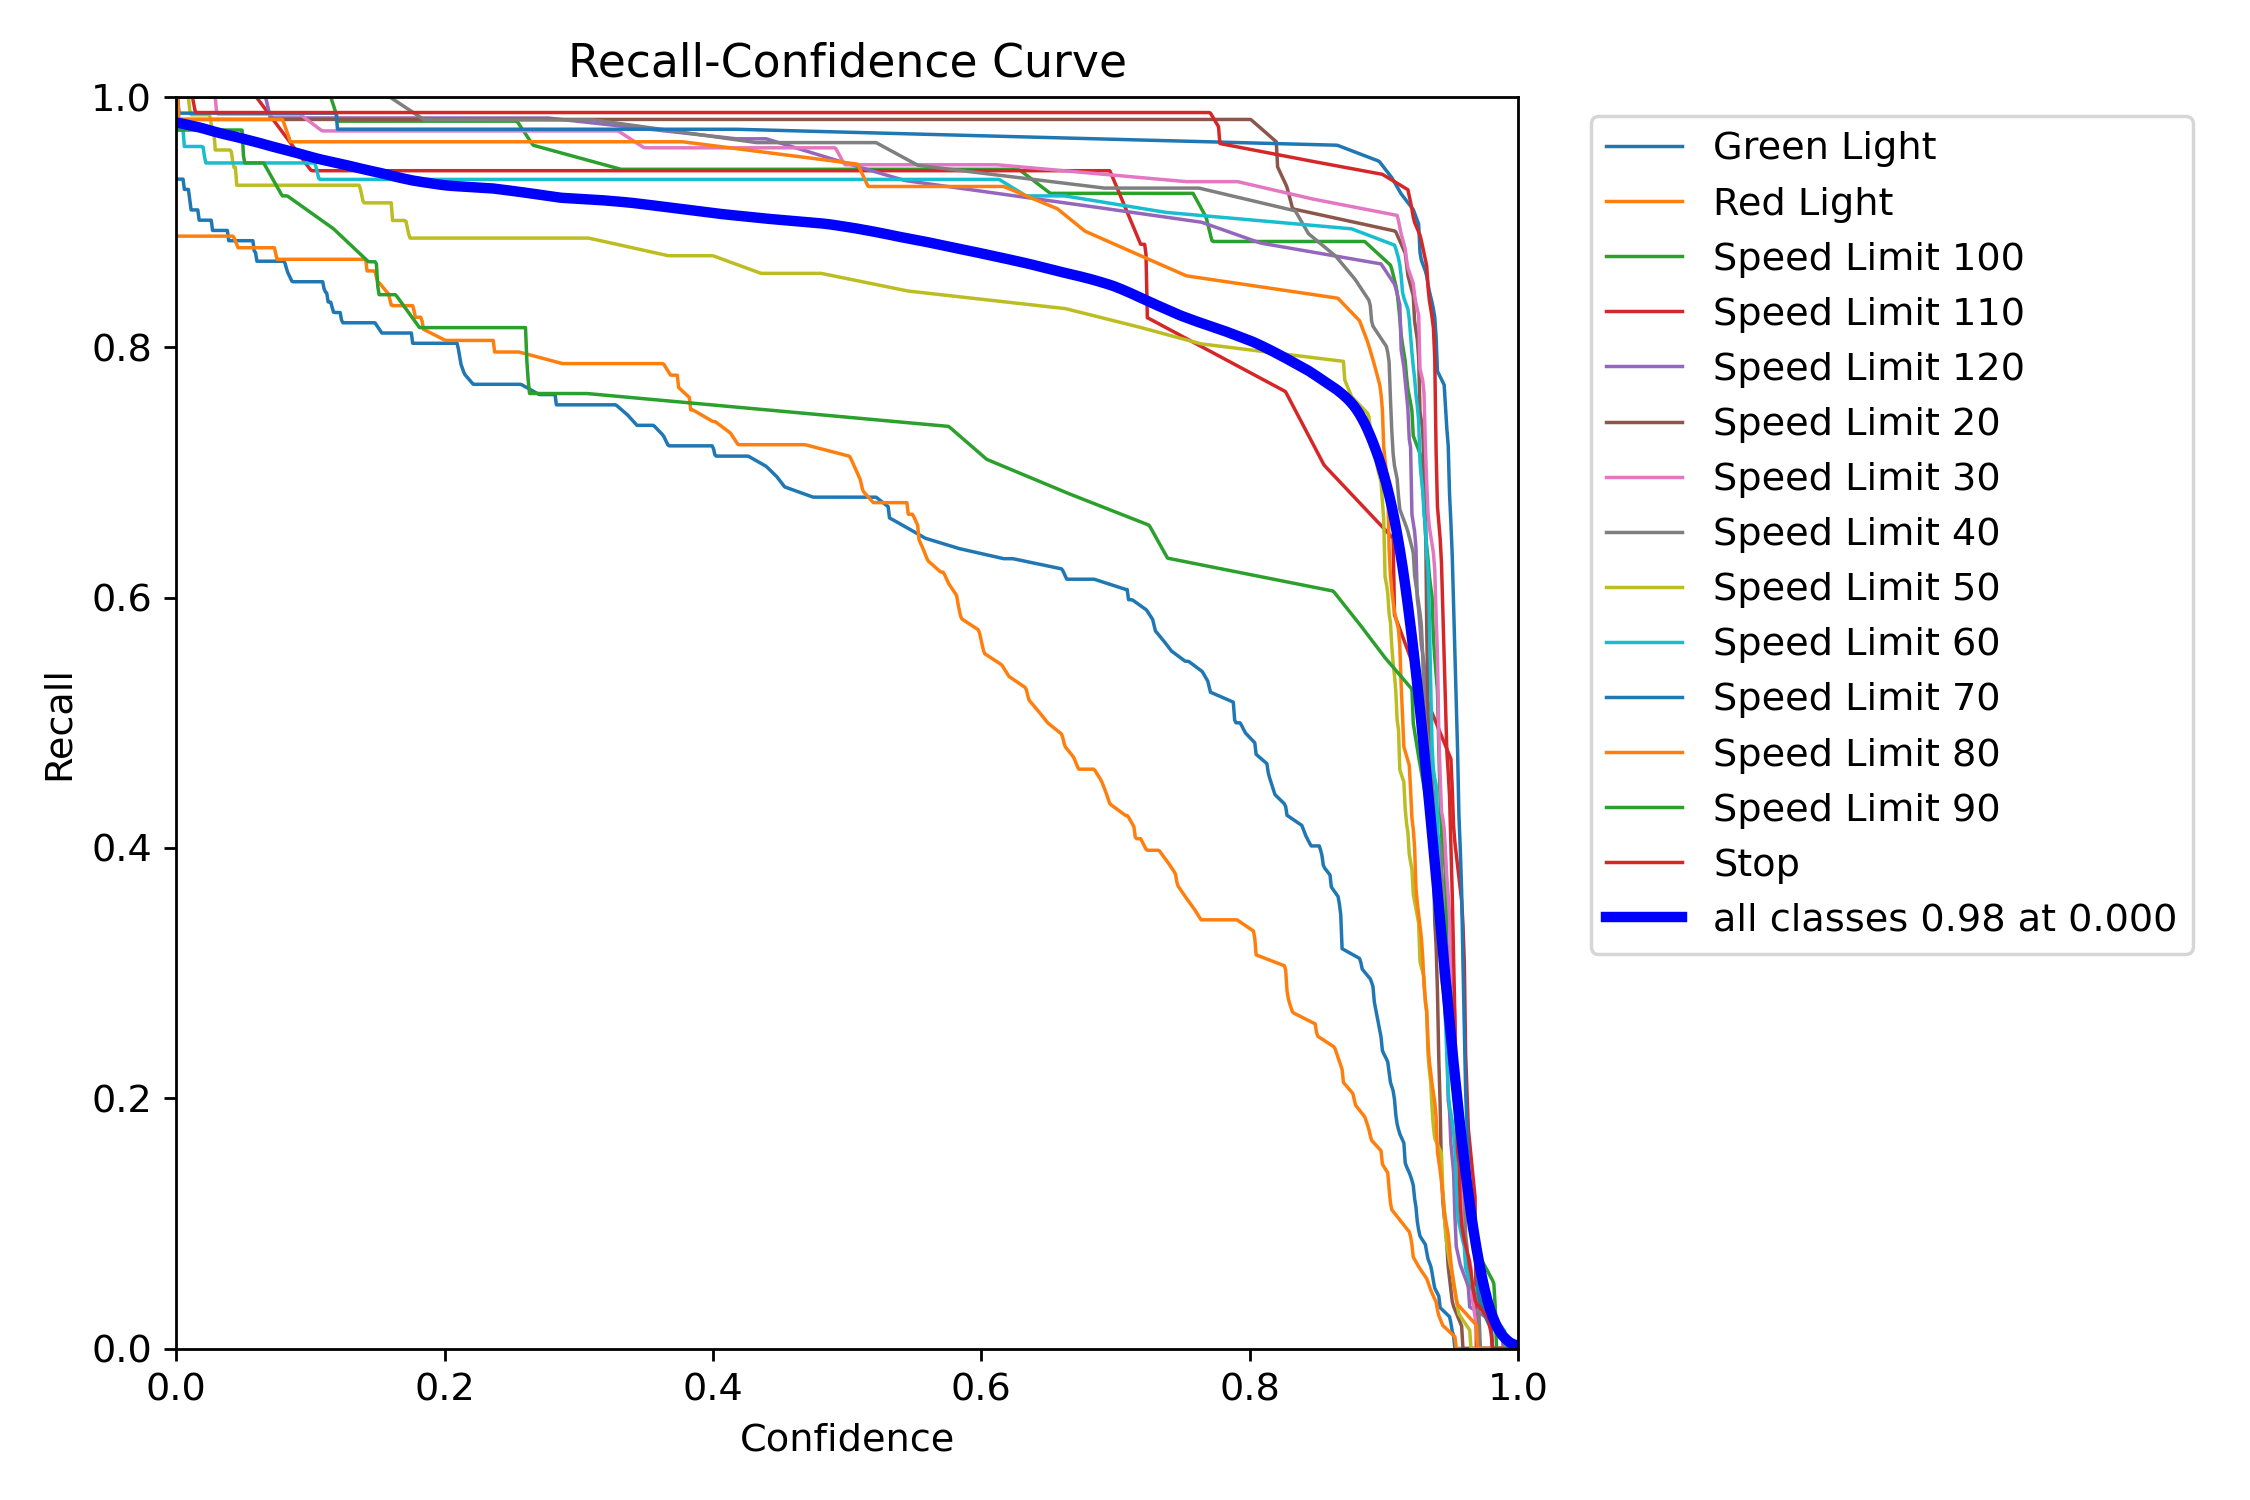 Recall-Confidence Curve
1.0
0.8
0.6
0.4
0.2
0.0
Recall
0.0 0.2 0.4 0.6 0.8 1.0
Confidence
Green Light
Red Light
Speed Limit 100
Speed Limit 110
Speed Limit 120
Speed Limit 20
Speed Limit 30
Speed Limit 40
Speed Limit 50
Speed Limit 60
Speed Limit 70
Speed Limit 80
Speed Limit 90
Stop
all classes 0.98 at 0.000